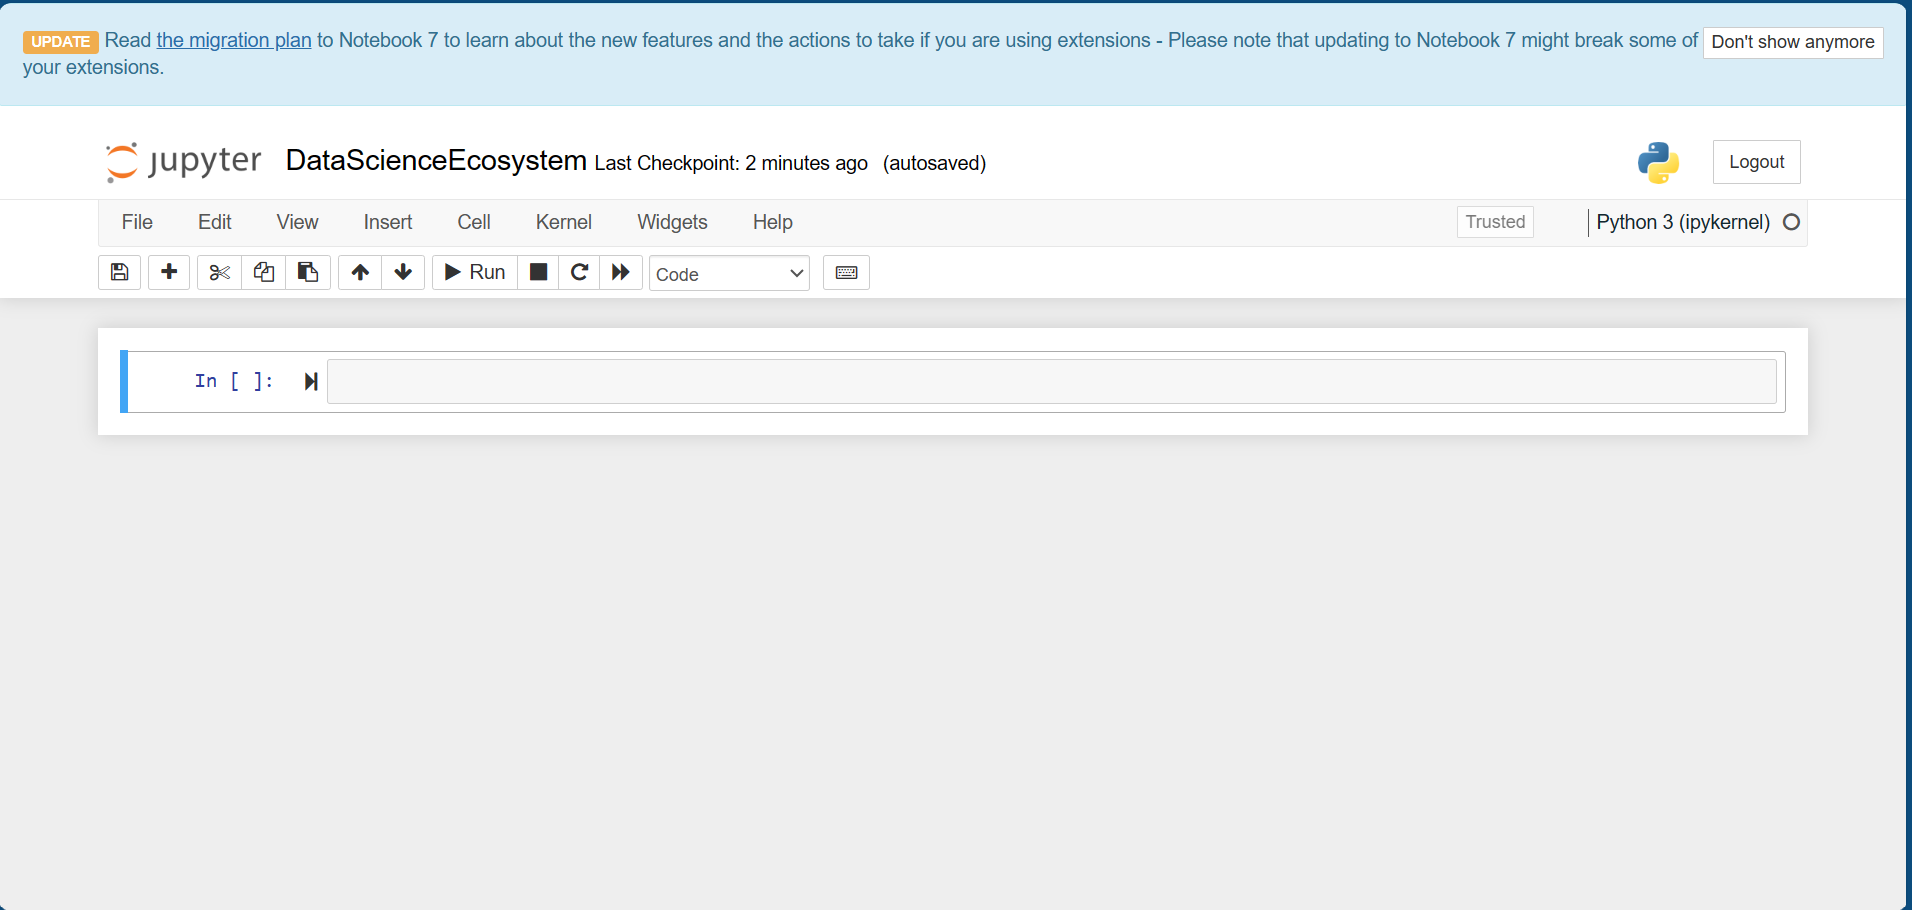 UPDATE Read the migration plan to Notebook 7 to learn about the new features and the actions to take if you are using extensions - Please note that updating to Notebook 7 might break some of your extensions.
Don't show anymore
jupyter DataScienceEcosystem Last Checkpoint: 2 minutes ago (autosaved)
Logout
File Edit View Insert Cell Kernel Widgets Help Trusted Python 3 (ipykernel)
Run Code
In [ ]: